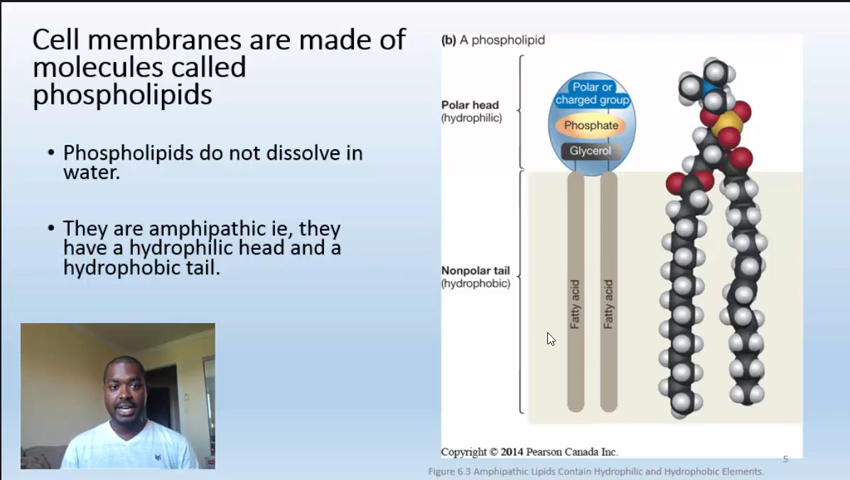 Cell membranes are made of
molecules called
phospholipids
• Phospholipids do not dissolve in
water.
• They are amphipathic ie, they
have a hydrophilic head and a
hydrophobic tail.
(b) A phospholipid
Polar head
(hydrophilic)
Polar or
charged group
Phosphate
Glycerol
Nonpolar tail
(hydrophobic)
Fatty acid
Fatty acid
Copyright © 2014 Pearson Canada Inc.
5
Figure 6.3 Amphipathic Lipids Contain Hydrophilic and Hydrophobic Elements.